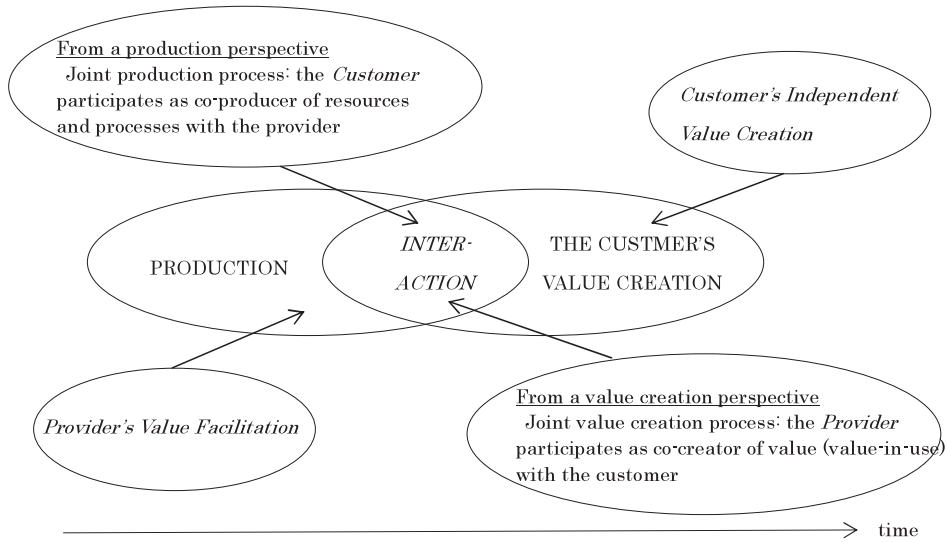 From a production perspective
Joint production process: the Customer
participates as co-producer of resources
and processes with the provider
Customer's Independent
Value Creation
PRODUCTION
INTER-
ACTION
THE CUSTMER'S
VALUE CREATION
Provider's Value Facilitation
From a value creation perspective
Joint value creation process: the Provider
participates as co-creator of value (value-in-use)
with the customer
time